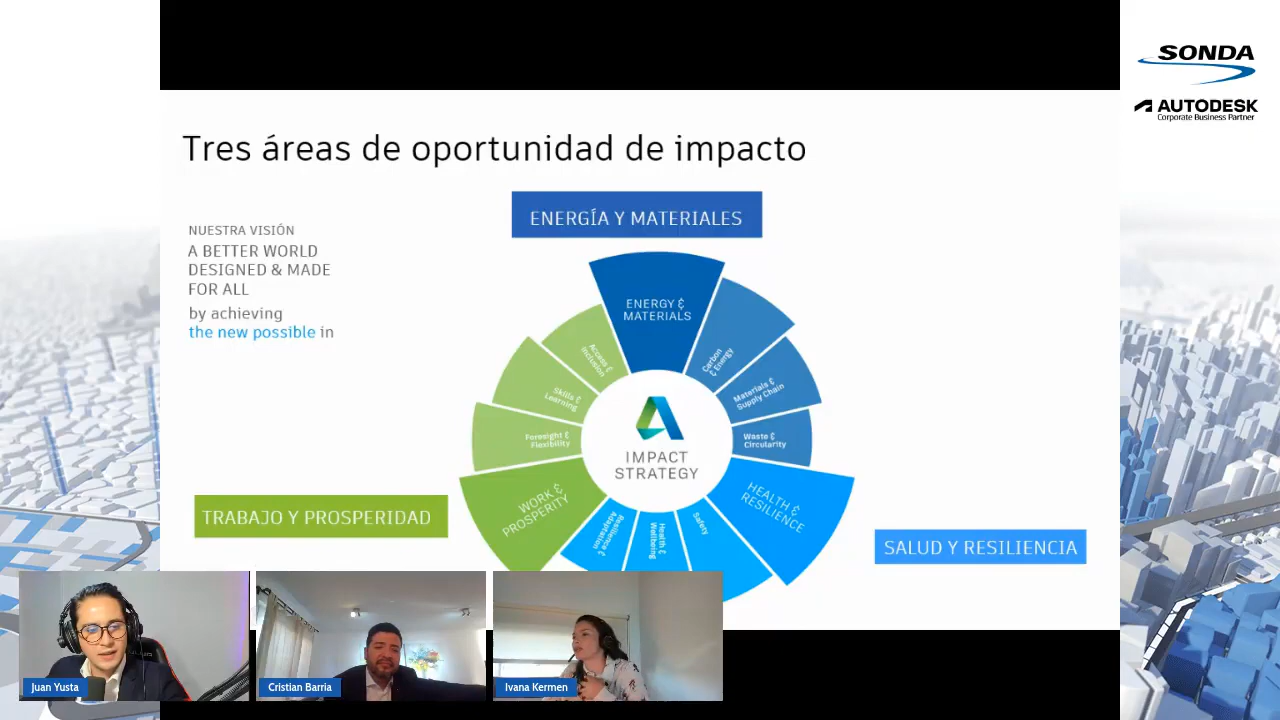 SONDA
AUTODESK
Corporate Business Partner
Tres áreas de oportunidad de impacto
NUESTRA VISIÓN
A BETTER WORLD
DESIGNED & MADE
FOR ALL
by achieving
the new possible in
ENERGÍA Y MATERIALES
ENERGY &
MATERIALS
Carbon
& Energy
Materials &
Supply Chain
Waste &
Circularity
HEALTH &
RESILIENCE
Safety
Health &
Wellbeing
Resilience &
Adaptation
WORK &
PROSPERITY
Foresight &
Flexibility
Skills &
Learning
Access &
Inclusion
IMPACT
STRATEGY
TRABAJO Y PROSPERIDAD
SALUD Y RESILIENCIA
Juan Yusta
Cristian Barria
Ivana Kermen